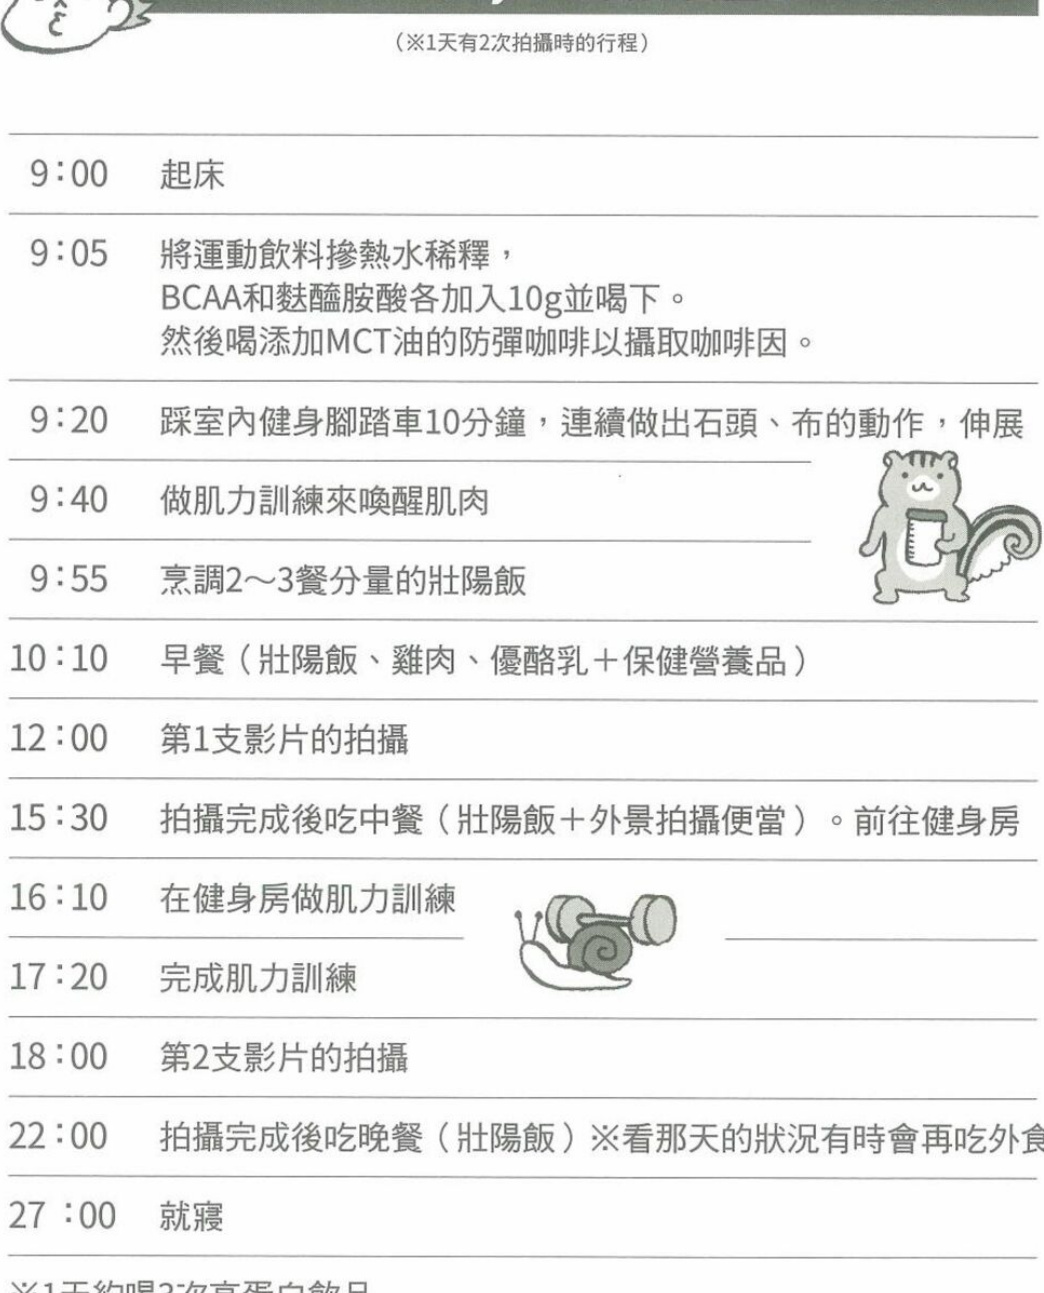 （※1天有2次拍攝時的行程）
9：00 起床
9：05 將運動飲料摻熱水稀釋，
BCAA和麩醯胺酸各加入10g並喝下。
然後喝添加MCT油的防彈咖啡以攝取咖啡因。
9：20 踩室內健身腳踏車10分鐘，連續做出石頭、布的動作，伸展
9：40 做肌力訓練來喚醒肌肉
9：55 烹調2～3餐分量的壯陽飯
10：10 早餐（壯陽飯、雞肉、優酪乳＋保健營養品）
12：00 第1支影片的拍攝
15：30 拍攝完成後吃中餐（壯陽飯＋外景拍攝便當）。前往健身房
16：10 在健身房做肌力訓練
17：20 完成肌力訓練
18：00 第2支影片的拍攝
22：00 拍攝完成後吃晚餐（壯陽飯）※看那天的狀況有時會再吃外食
27：00 就寢
※1天約喝3次高蛋白飲品